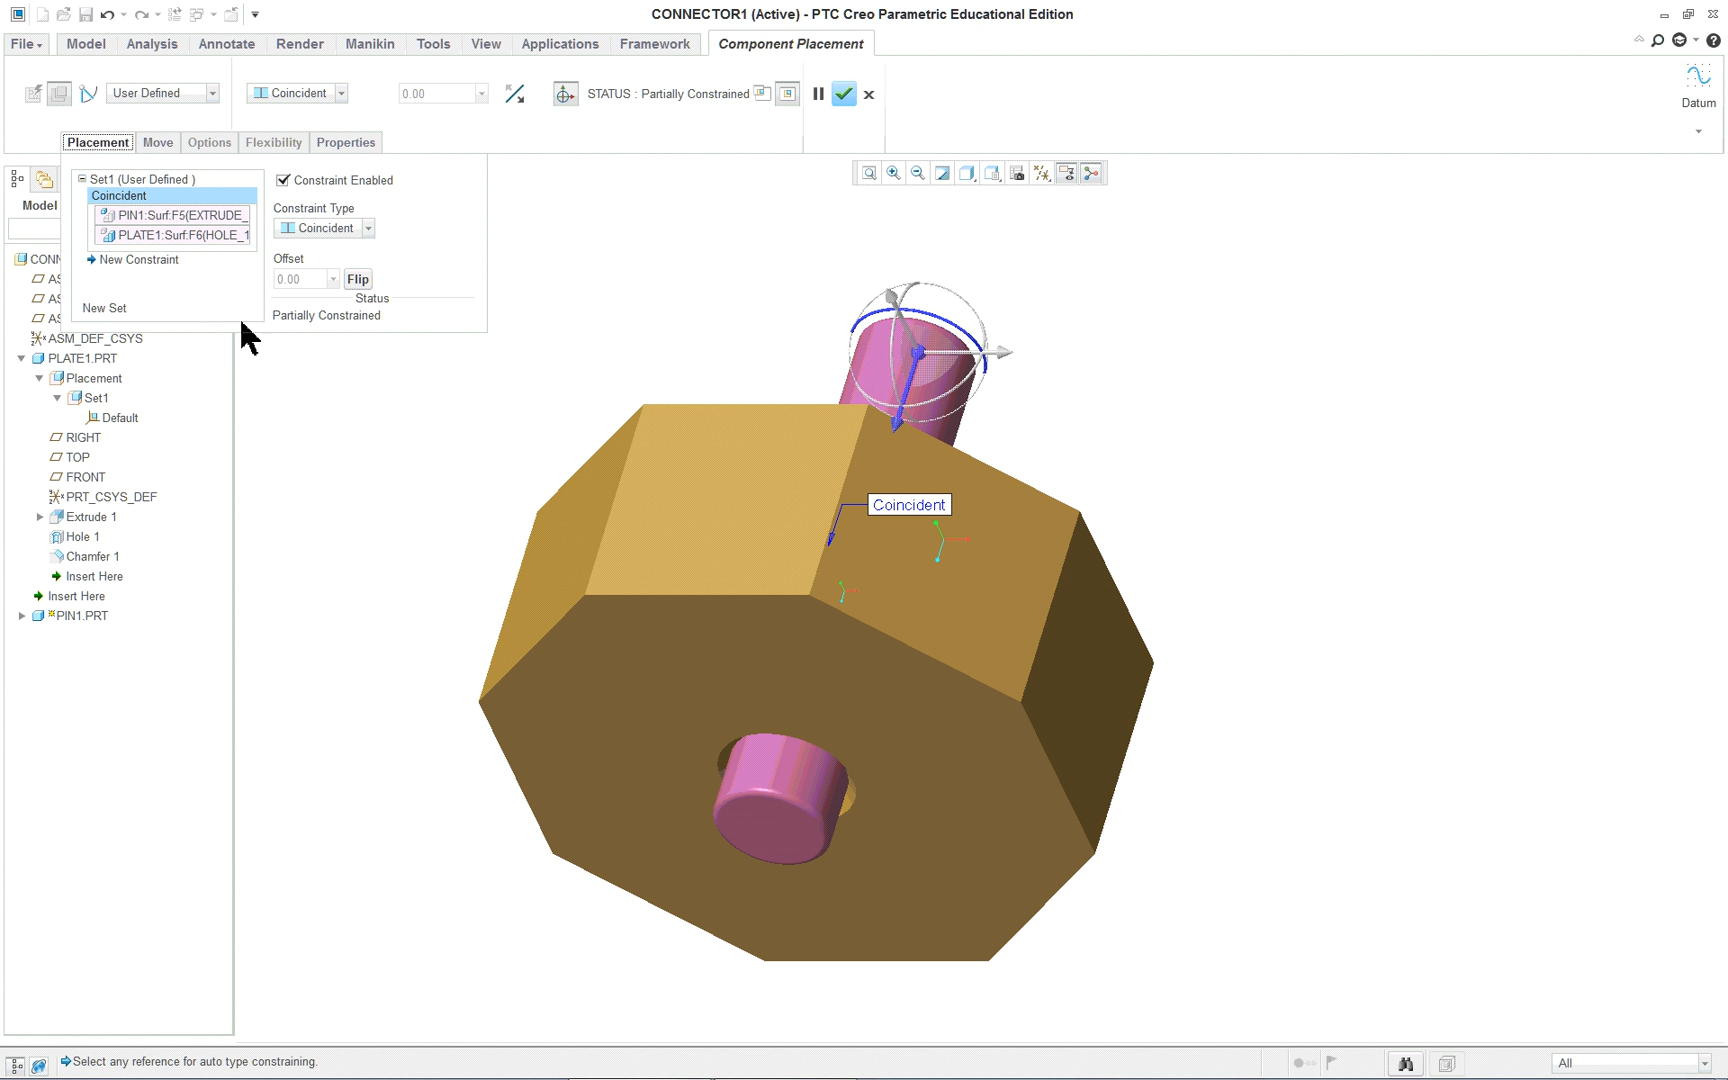 CONNECTOR1 (Active) - PTC Creo Parametric Educational Edition
File Model Analysis Annotate Render Manikin Tools View Applications Framework Component Placement
User Defined
Coincident
0.00
STATUS : Partially Constrained
Datum
Placement Move Options Flexibility Properties
Set1 (User Defined )
Coincident
PIN1:Surf:F5(EXTRUDE_
PLATE1:Surf:F6(HOLE_1
New Constraint
New Set
Constraint Enabled
Constraint Type
Coincident
Offset
0.00 Flip
Status
Partially Constrained
Model
CONN
AS
AS
AS
ASM_DEF_CSYS
PLATE1.PRT
Placement
Set1
Default
RIGHT
TOP
FRONT
PRT_CSYS_DEF
Extrude 1
Hole 1
Chamfer 1
Insert Here
Insert Here
PIN1.PRT
Coincident
Select any reference for auto type constraining.
All